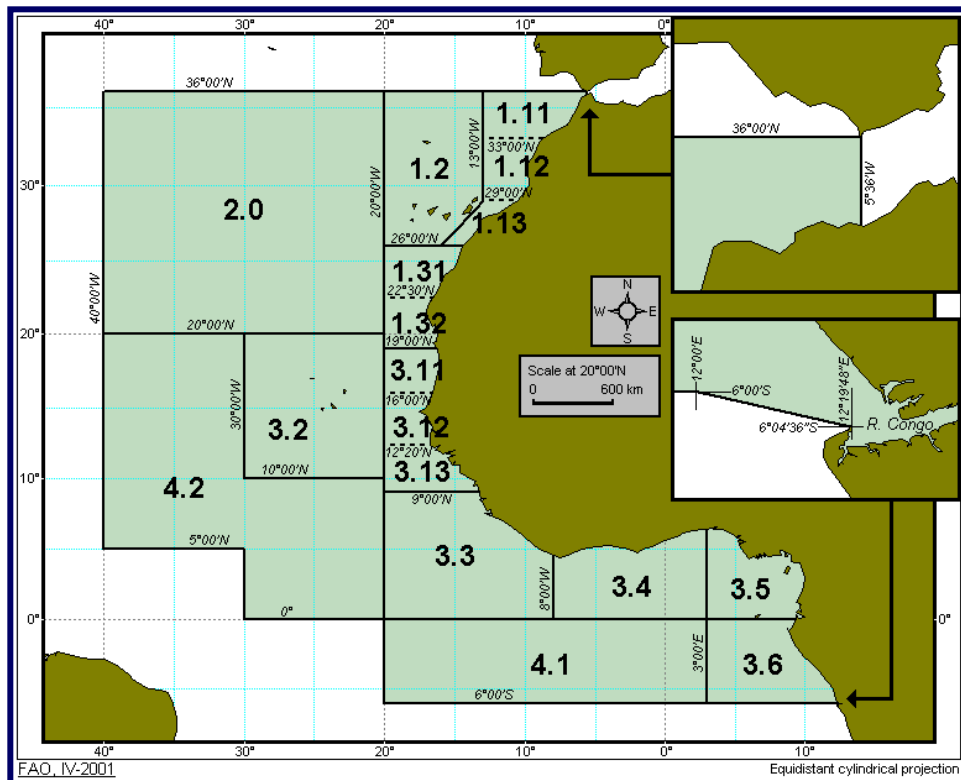 40° 30° 20° 10° 0°
36°00'N
36°00'N
5°36'W
1.11
33°00'N
1.12
29°00'N
1.13
1.2
13°00'W
20°00'W
30°
2.0
26°00'N
1.31
22°30'N
1.32
40°00'W
20°
20°00'N
19°00'N
N
W E
S
Scale at 20°00'N
0 600 km
12°00'E
6°00'S
12°19'48"E
6°04'36"S
R. Congo
3.11
16°00'N
3.12
12°20'N
3.13
30°00'W
3.2
10°
10°00'N
9°00'N
4.2
5°00'N
3.3
8°00'W
3.4
3.5
0°
0°
0°
4.1
3°00'E
3.6
6°00'S
40° 30° 20° 10° 0° 10°
FAO, IV-2001
Equidistant cylindrical projection